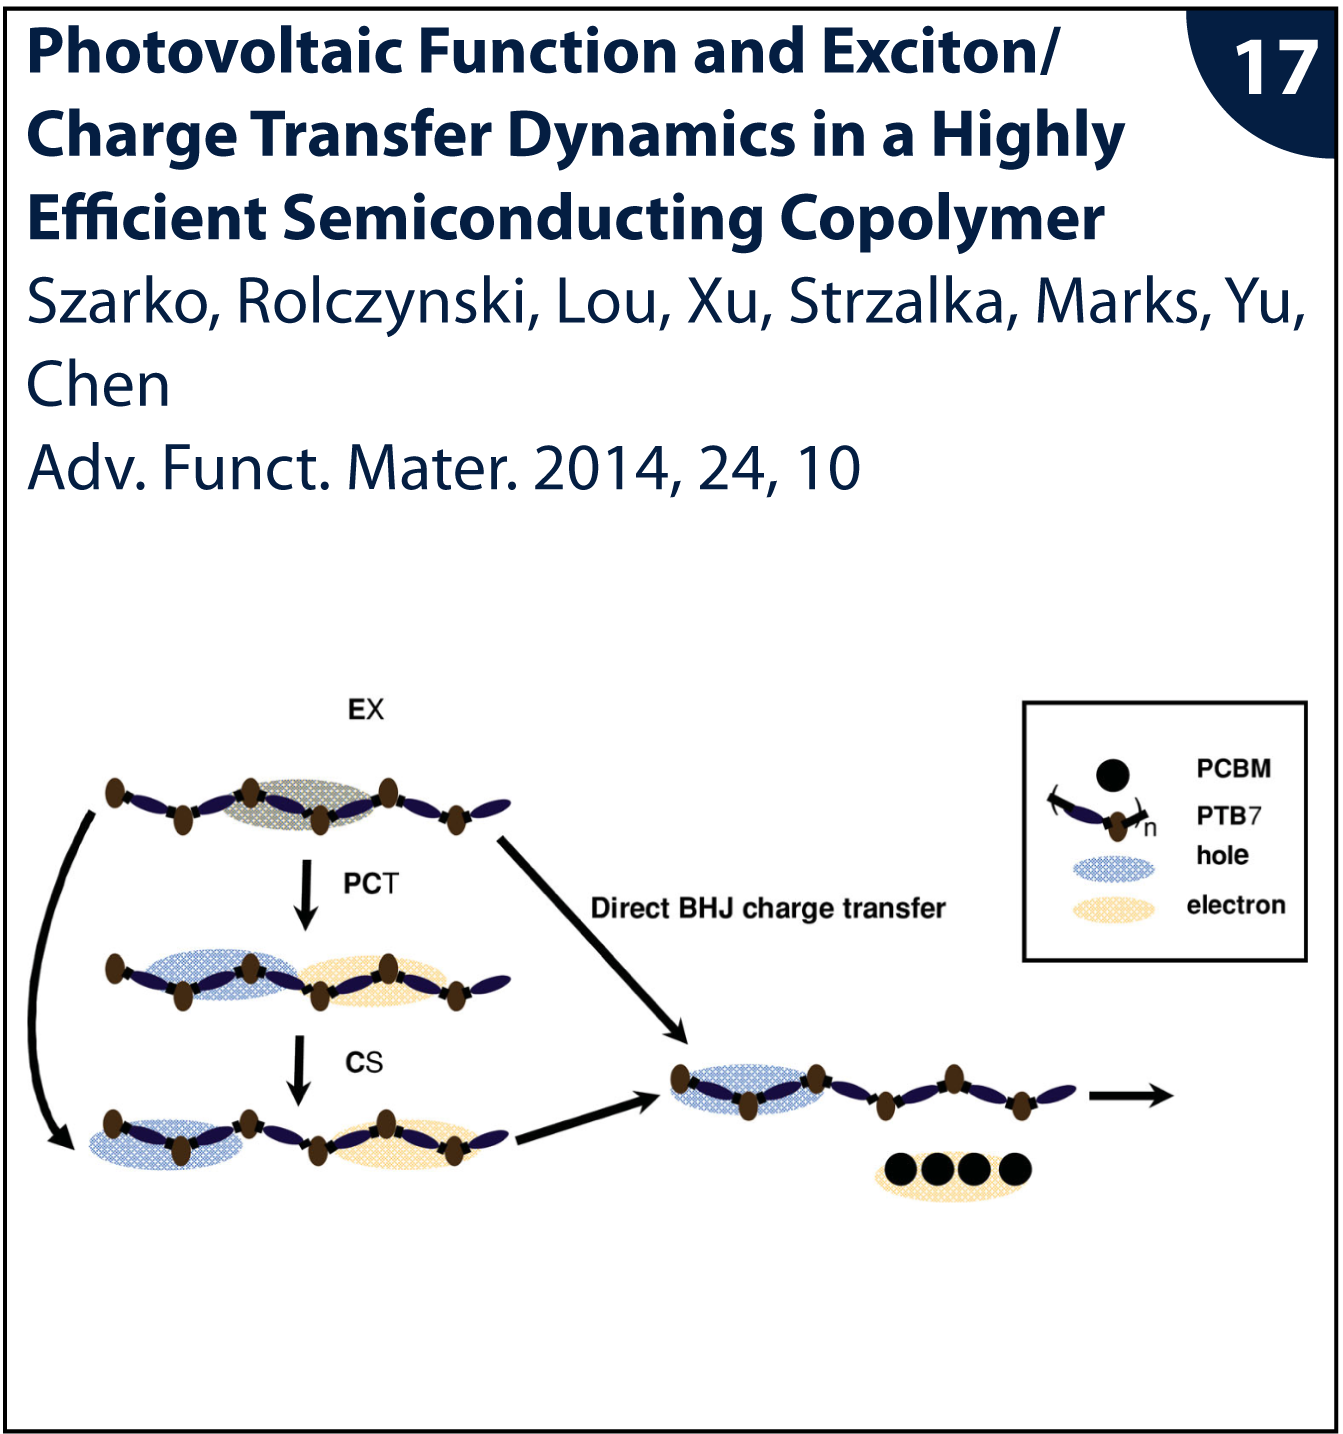 Photovoltaic Function and Exciton/
17
Charge Transfer Dynamics in a Highly
Efficient Semiconducting Copolymer
Szarko, Rolczynski, Lou, Xu, Strzalka, Marks, Yu,
Chen
Adv. Funct. Mater. 2014, 24, 10
EX
PCT
CS
Direct BHJ charge transfer
PCBM
n
PTB7
hole
electron